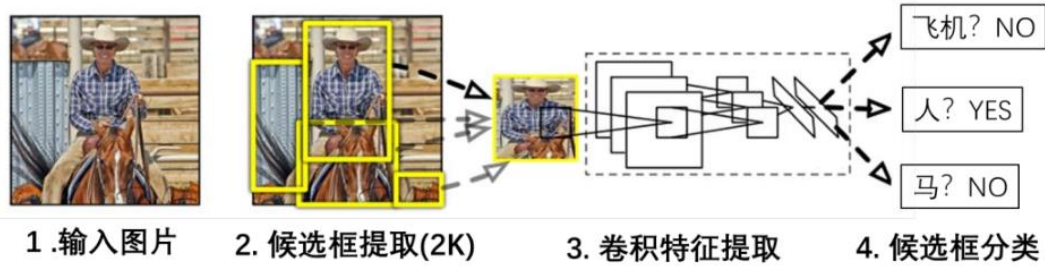 飞机？NO
人？YES
马？NO
1 .输入图片
2. 候选框提取(2K)
3. 卷积特征提取
4. 候选框分类